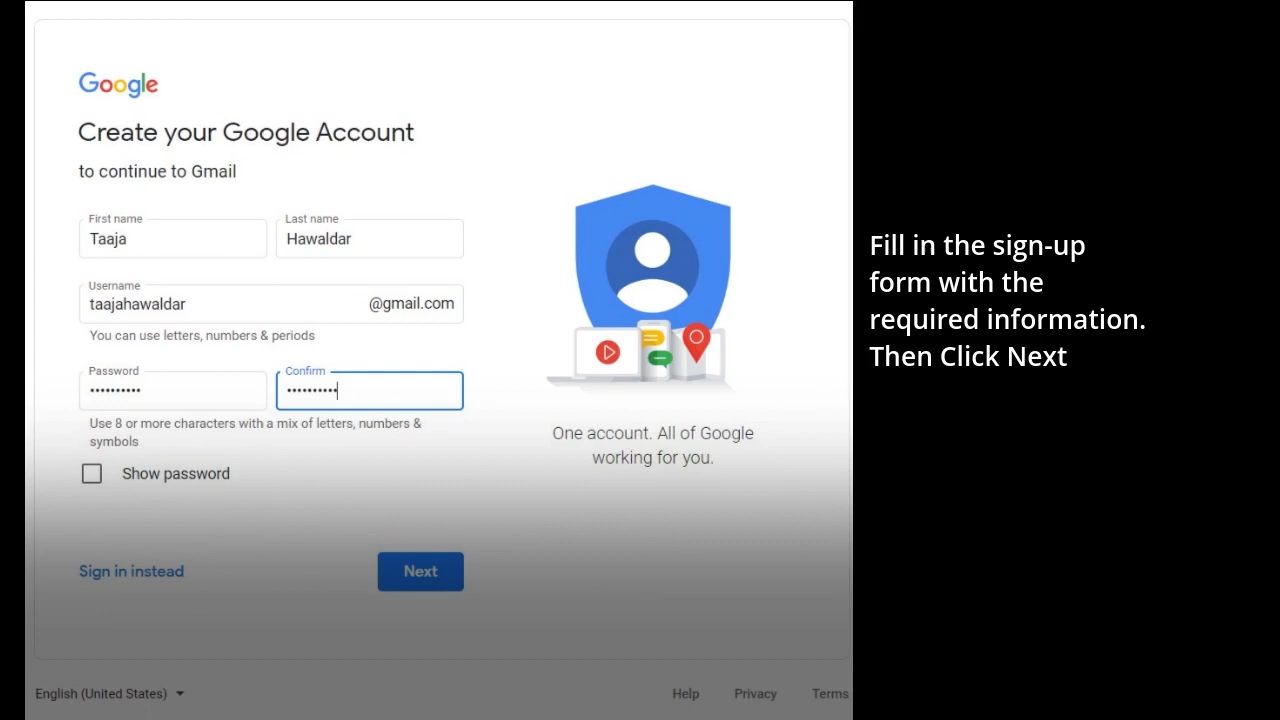 Google
Create your Google Account
to continue to Gmail
First name
Last name
Taaja
Hawaldar
Username
taajahawaldar
@gmail.com
You can use letters, numbers & periods
Password
Confirm
••••••••••
••••••••••
Use 8 or more characters with a mix of letters, numbers &
symbols
Show password
Sign in instead
Next
One account. All of Google
working for you.
English (United States)
Help
Privacy
Terms
Fill in the sign-up
form with the
required information.
Then Click Next